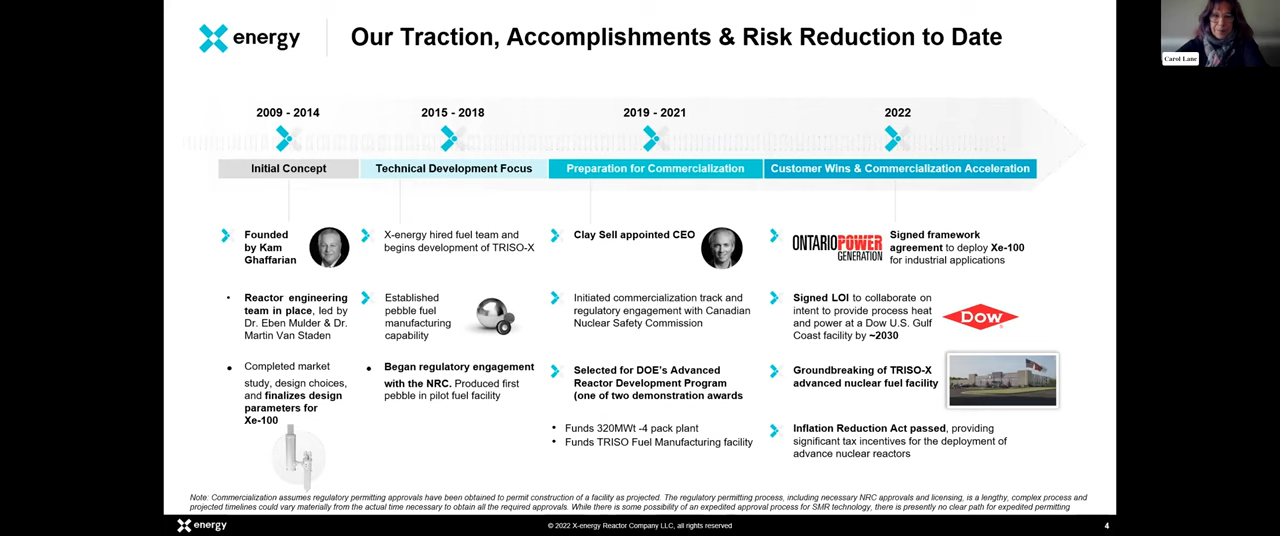 energy
Our Traction, Accomplishments & Risk Reduction to Date
Carol Lane
2009 - 2014
2015 - 2018
2019 - 2021
2022
Initial Concept
Technical Development Focus
Preparation for Commercialization
Customer Wins & Commercialization Acceleration
Founded
by Kam
Ghaffarian
• Reactor engineering
team in place, led by
Dr. Eben Mulder & Dr.
Martin Van Staden
• Completed market
study, design choices,
and finalizes design
parameters for
Xe-100
X-energy hired fuel team and
begins development of TRISO-X
Established
pebble fuel
manufacturing
capability
• Began regulatory engagement
with the NRC. Produced first
pebble in pilot fuel facility
Clay Sell appointed CEO
Initiated commercialization track and
regulatory engagement with Canadian
Nuclear Safety Commission
Selected for DOE's Advanced
Reactor Development Program
(one of two demonstration awards
• Funds 320MWt -4 pack plant
• Funds TRISO Fuel Manufacturing facility
ONTARIOPOWER
GENERATION
Signed framework
agreement to deploy Xe-100
for industrial applications
Signed LOI to collaborate on
intent to provide process heat
and power at a Dow U.S. Gulf
Coast facility by ~2030
Dow
Groundbreaking of TRISO-X
advanced nuclear fuel facility
Inflation Reduction Act passed, providing
significant tax incentives for the deployment of
advance nuclear reactors
Note: Commercialization assumes regulatory permitting approvals have been obtained to permit construction of a facility as projected. The regulatory permitting process, including necessary NRC approvals and licensing, is a lengthy, complex process and
projected timelines could vary materially from the actual time necessary to obtain all the required approvals. While there is some possibility of an expedited approval process for SMR technology, there is presently no clear path for expedited permitting
energy
© 2022 X-energy Reactor Company LLC, all rights reserved
4